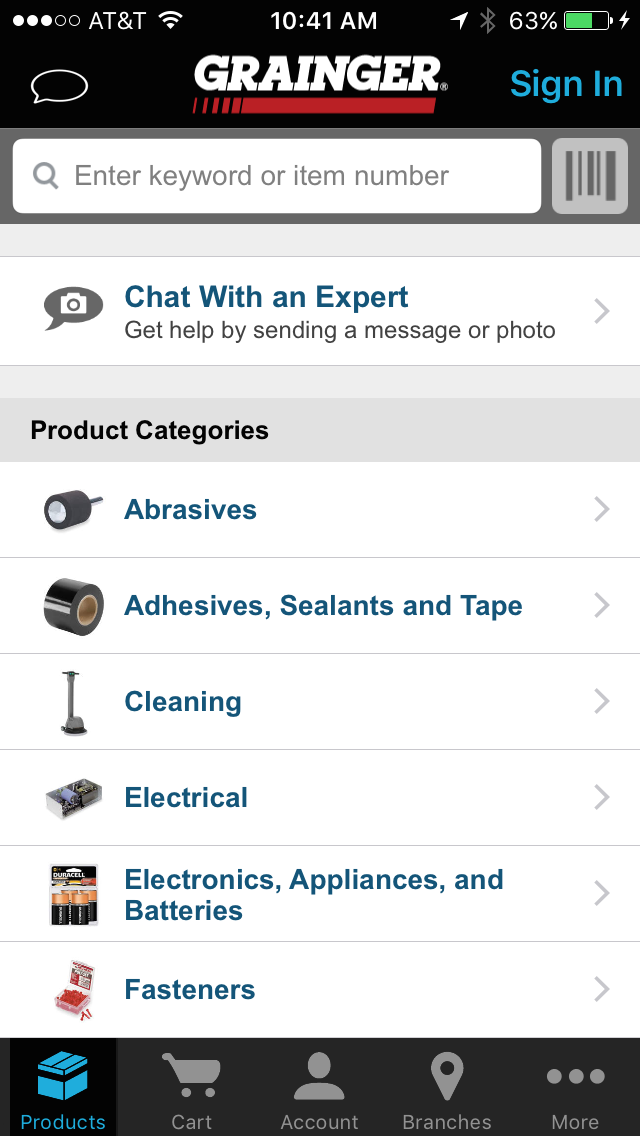 AT&T 10:41 AM 63%
GRAINGER®
Sign In
Enter keyword or item number
Chat With an Expert
Get help by sending a message or photo
Product Categories
Abrasives
Adhesives, Sealants and Tape
Cleaning
Electrical
DURACELL
Electronics, Appliances, and
Batteries
Fasteners
Products Cart Account Branches More